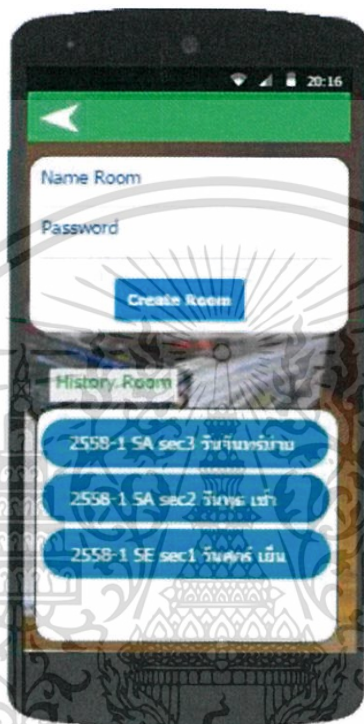 20:16
Name Room
Password
Create Room
History Room
2558-1 SA sec3 วันจันทร์บ่าย
2558-1 SA sec2 วันพุธ เช้า
2558-1 SE sec1 วันศุกร์ เย็น